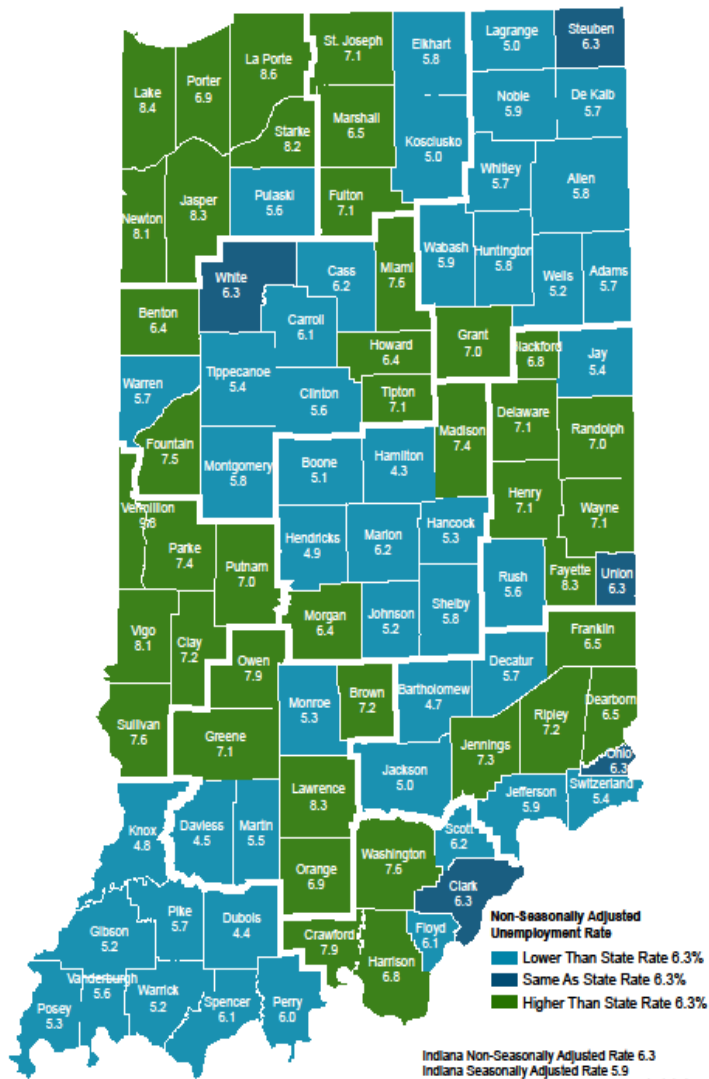 St. Joseph
7.1
Elkhart
5.8
Lagrange
5.0
Steuben
6.3
Lake
8.4
Porter
6.9
La Porte
8.6
Noble
5.9
De Kalb
5.7
Marshall
6.5
Starke
8.2
Kosciusko
5.0
Whitley
5.7
Allen
5.8
Newton
8.1
Jasper
8.3
Pulaski
5.6
Fulton
7.1
Wabash
5.9
Huntington
5.8
Wells
5.2
Adams
5.7
White
6.3
Cass
6.2
Miami
7.6
Benton
6.4
Carroll
6.1
Howard
6.4
Grant
7.0
lackford
6.8
Jay
5.4
Warren
5.7
Tippecanoe
5.4
Clinton
5.6
Tipton
7.1
Madison
7.4
Delaware
7.1
Randolph
7.0
Fountain
7.5
Montgomery
5.8
Boone
5.1
Hamilton
4.3
Henry
7.1
Wayne
7.1
Vermillion
Parke
7.4
Putnam
7.0
Hendricks
4.9
Marion
6.2
Hancock
5.3
Rush
5.6
Fayette
8.3
Union
6.3
Vigo
8.1
Clay
7.2
Morgan
6.4
Johnson
5.2
Shelby
5.8
Franklin
6.5
Owen
7.9
Monroe
5.3
Brown
7.2
Bartholomew
4.7
Decatur
5.7
Dearborn
6.5
Sullivan
7.6
Greene
7.1
Ripley
7.2
Jennings
7.3
Ohio
6.3
Jackson
5.0
Lawrence
8.3
Jefferson
5.9
Switzerland
5.4
Knox
4.8
Daviess
4.5
Martin
5.5
Scott
6.2
Washington
7.6
Orange
6.9
Clark
6.3
Pike
5.7
Dubois
4.4
Gibson
5.2
Crawford
7.9
Floyd
6.1
Harrison
6.8
Posey
5.3
Vanderburgh
5.6
Warrick
5.2
Spencer
6.1
Perry
6.0
Non-Seasonally Adjusted
Unemployment Rate
Lower Than State Rate 6.3%
Same As State Rate 6.3%
Higher Than State Rate 6.3%
Indiana Non-Seasonally Adjusted Rate 6.3
Indiana Seasonally Adjusted Rate 5.9